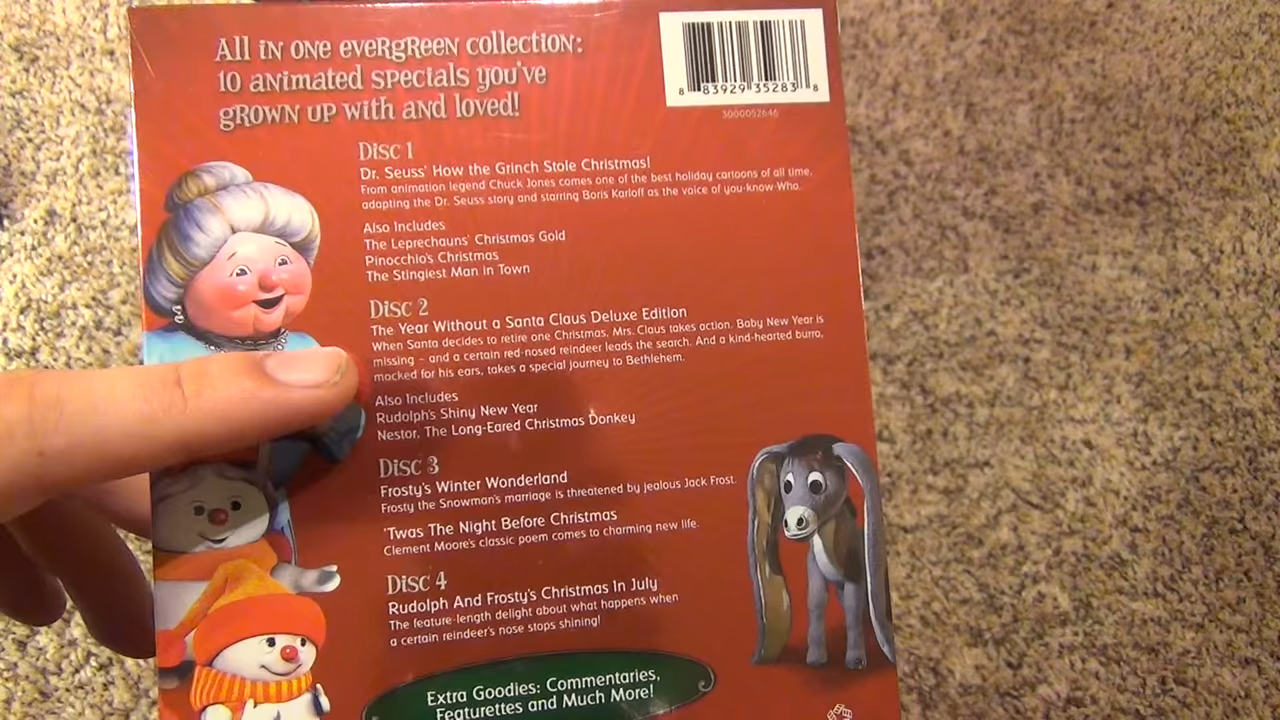 All in one evergreen collection:
10 animated specials you've
grown up with and loved!
8 83929 35283 8
3000052646
Disc 1
Dr. Seuss' How the Grinch Stole Christmas!
From animation legend Chuck Jones comes one of the best holiday cartoons of all time,
adapting the Dr. Seuss story and starring Boris Karloff as the voice of you-know-Who.
Also Includes
The Leprechauns' Christmas Gold
Pinocchio's Christmas
The Stingiest Man in Town
Disc 2
The Year Without a Santa Claus Deluxe Edition
When Santa decides to retire one Christmas, Mrs. Claus takes action. Baby New Year is
missing – and a certain red-nosed reindeer leads the search. And a kind-hearted burro,
mocked for his ears, takes a special journey to Bethlehem.
Also Includes
Rudolph's Shiny New Year
Nestor, The Long-Eared Christmas Donkey
Disc 3
Frosty's Winter Wonderland
Frosty the Snowman's marriage is threatened by jealous Jack Frost.
'Twas The Night Before Christmas
Clement Moore's classic poem comes to charming new life.
Disc 4
Rudolph And Frosty's Christmas In July
The feature-length delight about what happens when
a certain reindeer's nose stops shining!
Extra Goodies: Commentaries,
Featurettes and Much More!